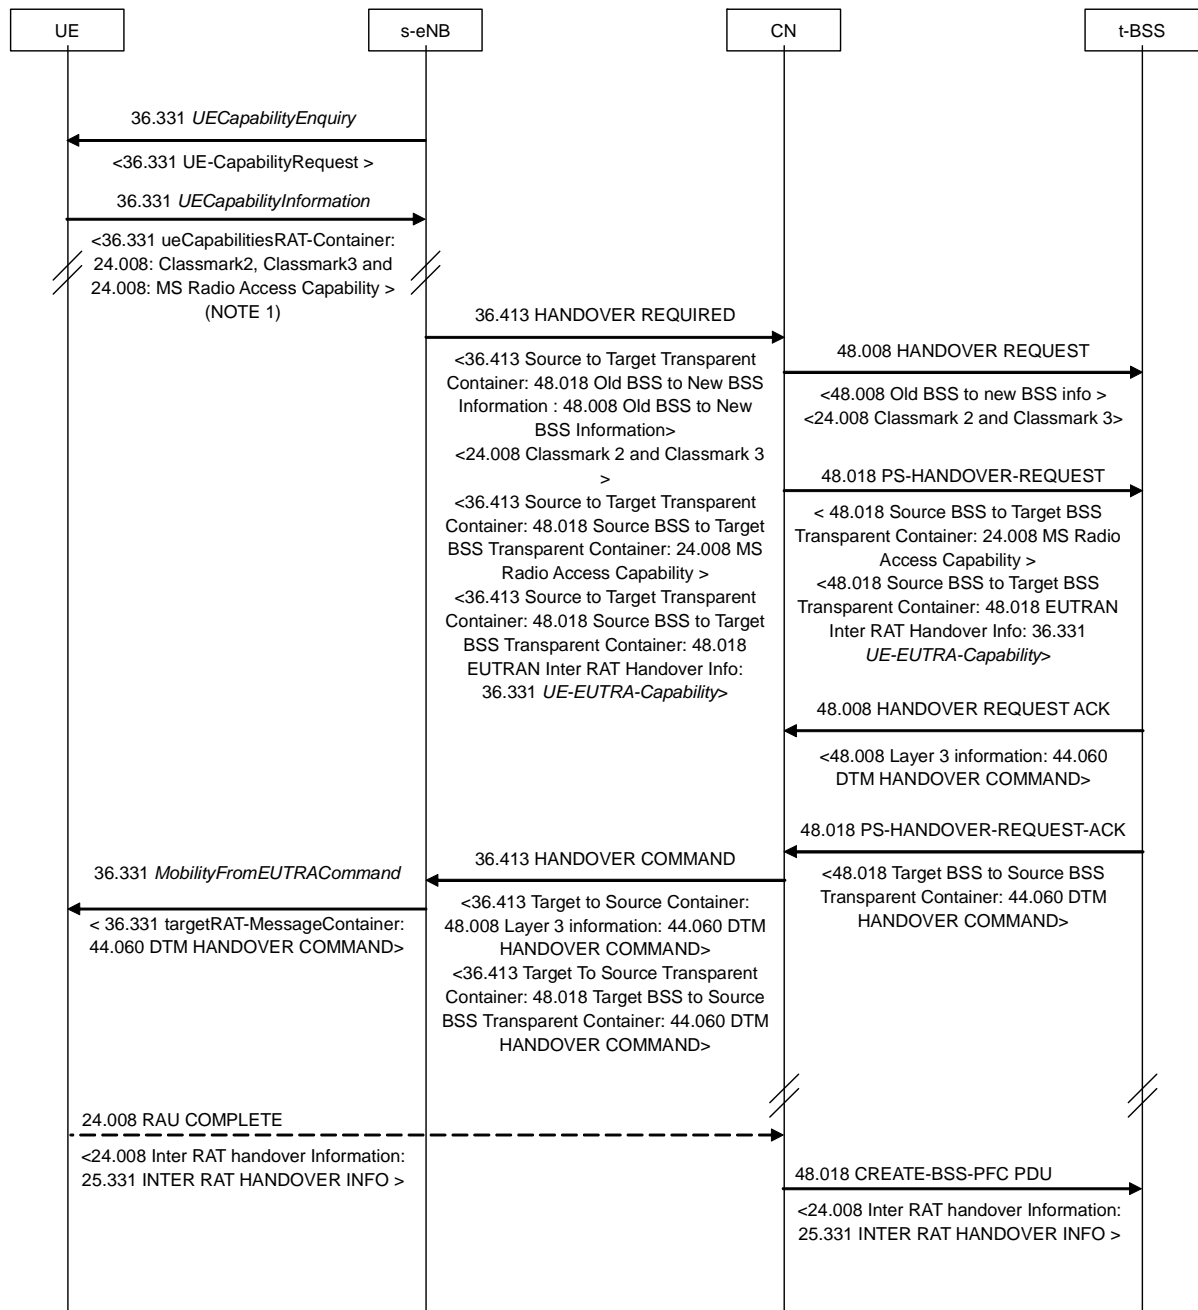 UE
s-eNB
CN
t-BSS
36.331 UECapabilityEnquiry
<36.331 UE-CapabilityRequest >
36.331 UECapabilityInformation
<36.331 ueCapabilitiesRAT-Container:
24.008: Classmark2, Classmark3 and
24.008: MS Radio Access Capability >
(NOTE 1)
36.413 HANDOVER REQUIRED
<36.413 Source to Target Transparent
Container: 48.018 Old BSS to New BSS
Information : 48.008 Old BSS to New
BSS Information>
<24.008 Classmark 2 and Classmark 3
>
<36.413 Source to Target Transparent
Container: 48.018 Source BSS to Target
BSS Transparent Container: 24.008 MS
Radio Access Capability >
<36.413 Source to Target Transparent
Container: 48.018 Source BSS to Target
BSS Transparent Container: 48.018
EUTRAN Inter RAT Handover Info:
36.331 UE-EUTRA-Capability>
48.008 HANDOVER REQUEST
<48.008 Old BSS to new BSS info >
<24.008 Classmark 2 and Classmark 3>
48.018 PS-HANDOVER-REQUEST
< 48.018 Source BSS to Target BSS
Transparent Container: 24.008 MS Radio
Access Capability >
<48.018 Source BSS to Target BSS
Transparent Container: 48.018 EUTRAN
Inter RAT Handover Info: 36.331
UE-EUTRA-Capability>
48.008 HANDOVER REQUEST ACK
<48.008 Layer 3 information: 44.060
DTM HANDOVER COMMAND>
48.018 PS-HANDOVER-REQUEST-ACK
<48.018 Target BSS to Source BSS
Transparent Container: 44.060 DTM
HANDOVER COMMAND>
36.413 HANDOVER COMMAND
<36.413 Target to Source Container:
48.008 Layer 3 information: 44.060 DTM
HANDOVER COMMAND>
<36.413 Target To Source Transparent
Container: 48.018 Target BSS to Source
BSS Transparent Container: 44.060 DTM
HANDOVER COMMAND>
36.331 MobilityFromEUTRACommand
< 36.331 targetRAT-MessageContainer:
44.060 DTM HANDOVER COMMAND>
24.008 RAU COMPLETE
<24.008 Inter RAT handover Information:
25.331 INTER RAT HANDOVER INFO >
48.018 CREATE-BSS-PFC PDU
<24.008 Inter RAT handover Information:
25.331 INTER RAT HANDOVER INFO >